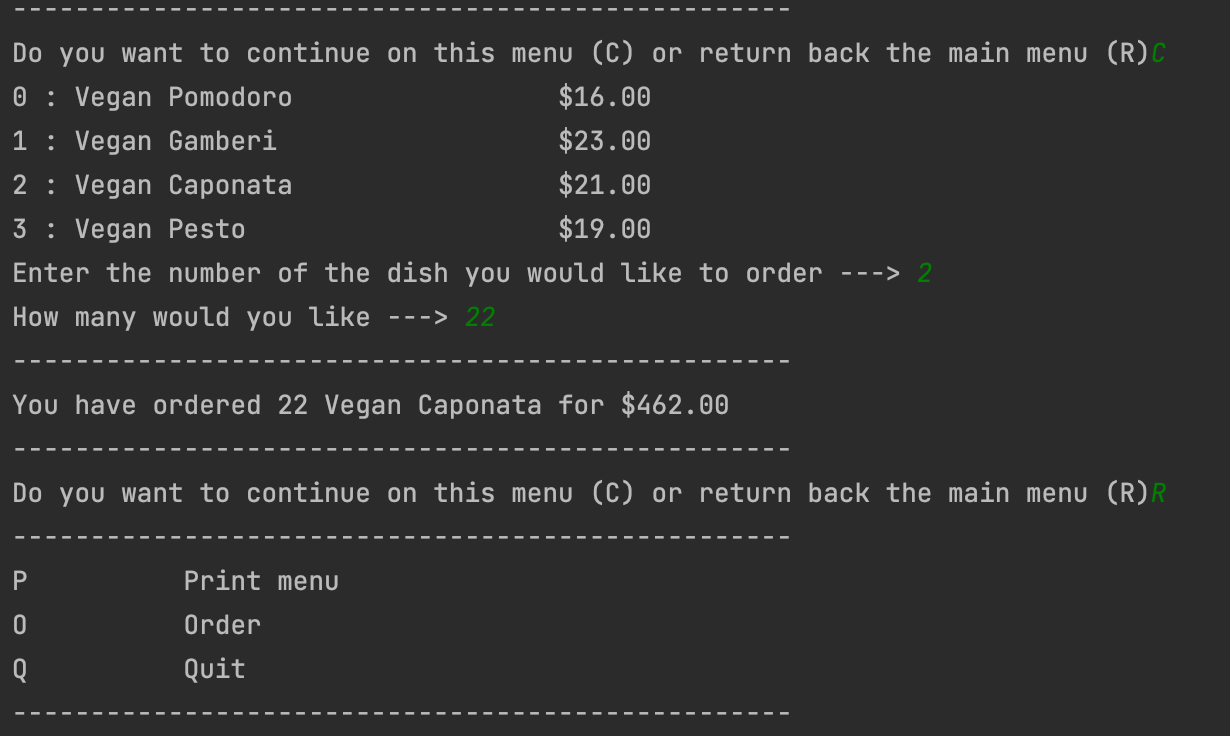 --------------------------------------------------
Do you want to continue on this menu (C) or return back the main menu (R)C
0 : Vegan Pomodoro                 $16.00
1 : Vegan Gamberi                  $23.00
2 : Vegan Caponata                 $21.00
3 : Vegan Pesto                    $19.00
Enter the number of the dish you would like to order ---> 2
How many would you like ---> 22
--------------------------------------------------
You have ordered 22 Vegan Caponata for $462.00
--------------------------------------------------
Do you want to continue on this menu (C) or return back the main menu (R)R
--------------------------------------------------
P          Print menu
O          Order
Q          Quit
--------------------------------------------------